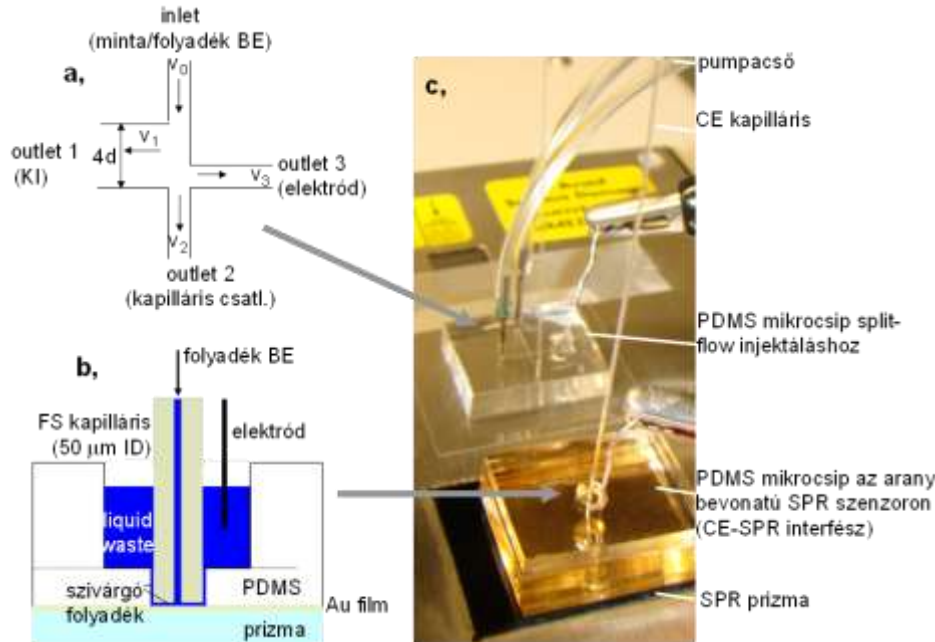 inlet
(minta/folyadék BE)
a,
v0
v1
4d
outlet 1
(KI)
outlet 3
(elektród)
v3
v2
outlet 2
(kapilláris csatl.)
b,
folyadék BE
FS kapilláris
(50 µm ID)
elektród
liquid
waste
szivárgó
folyadék
PDMS
Au film
prizma
c,
pumpacső
CE kapilláris
PDMS mikrocsip split-
flow injektáláshoz
PDMS mikrocsip az arany
bevonatú SPR szenzoron
(CE-SPR interfész)
SPR prizma